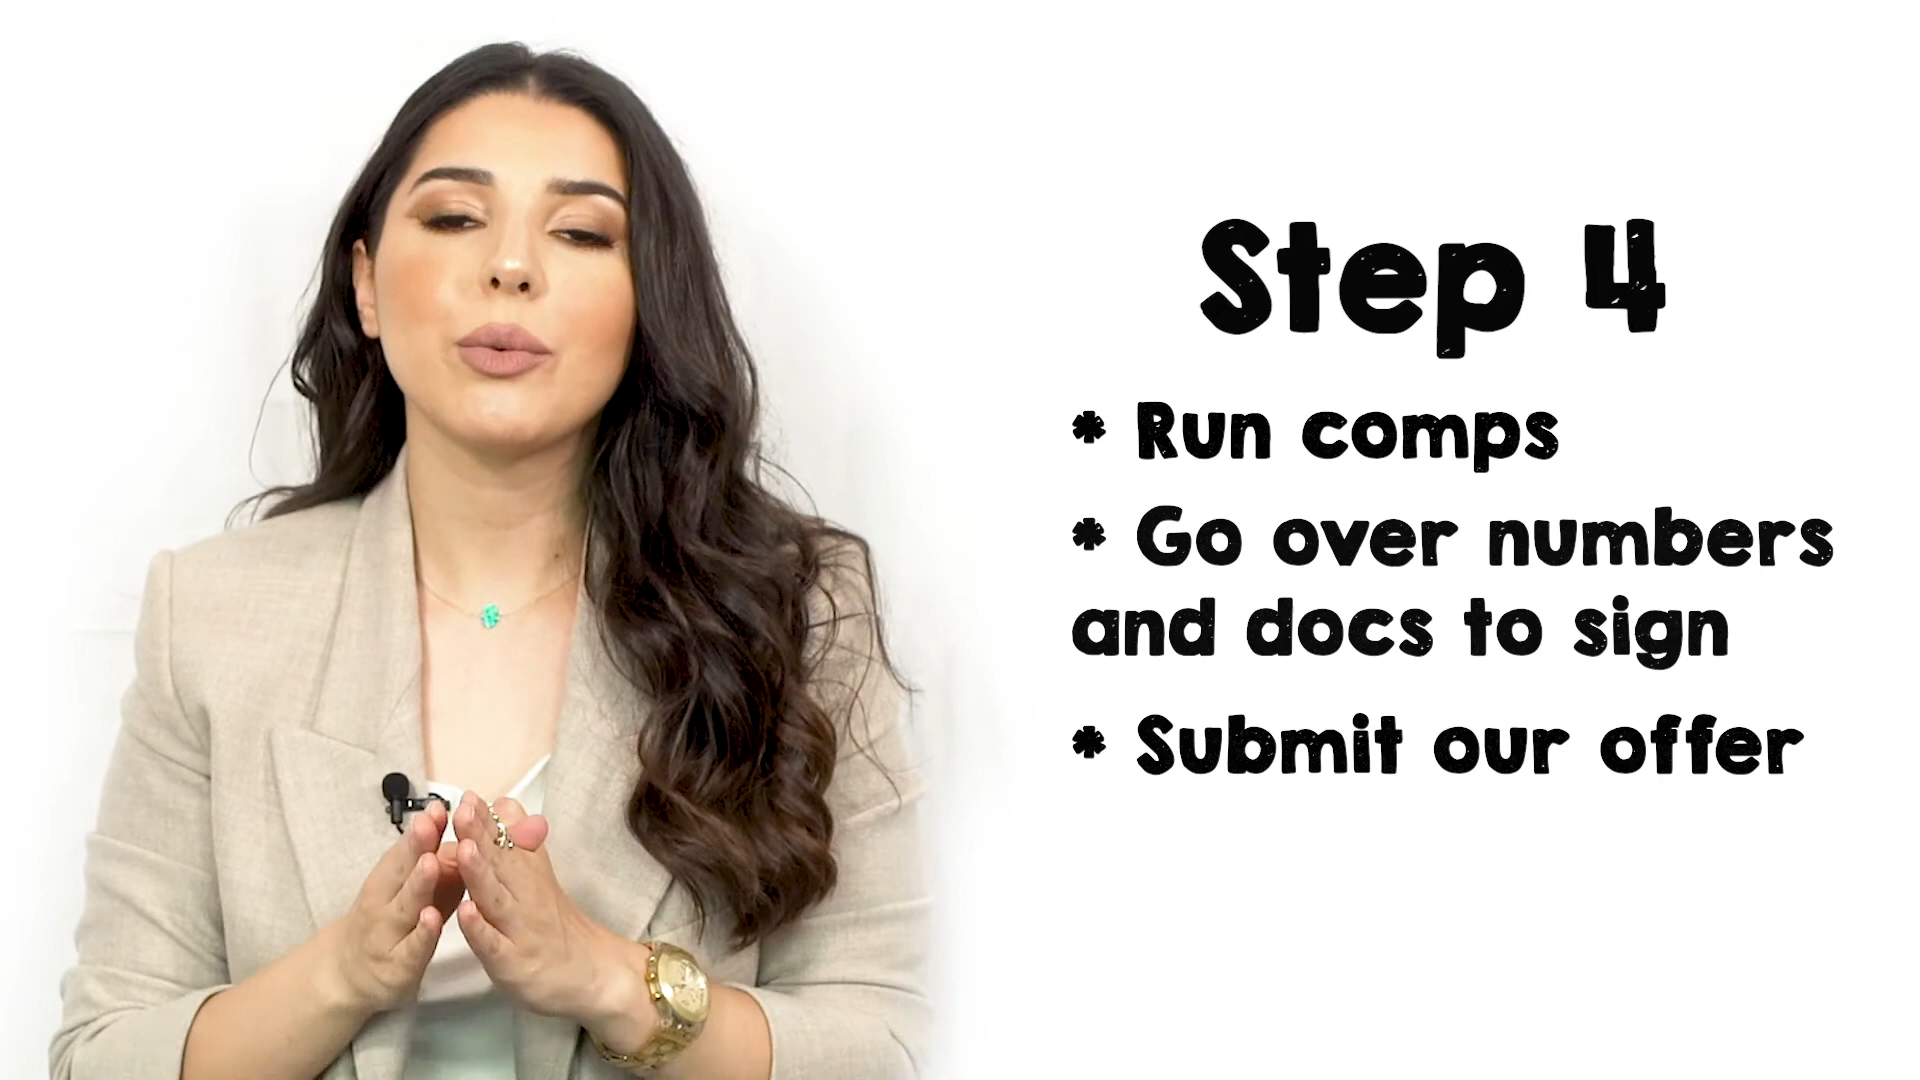 Step 4
* Run comps
* Go over numbers
and docs to sign
* Submit our offer